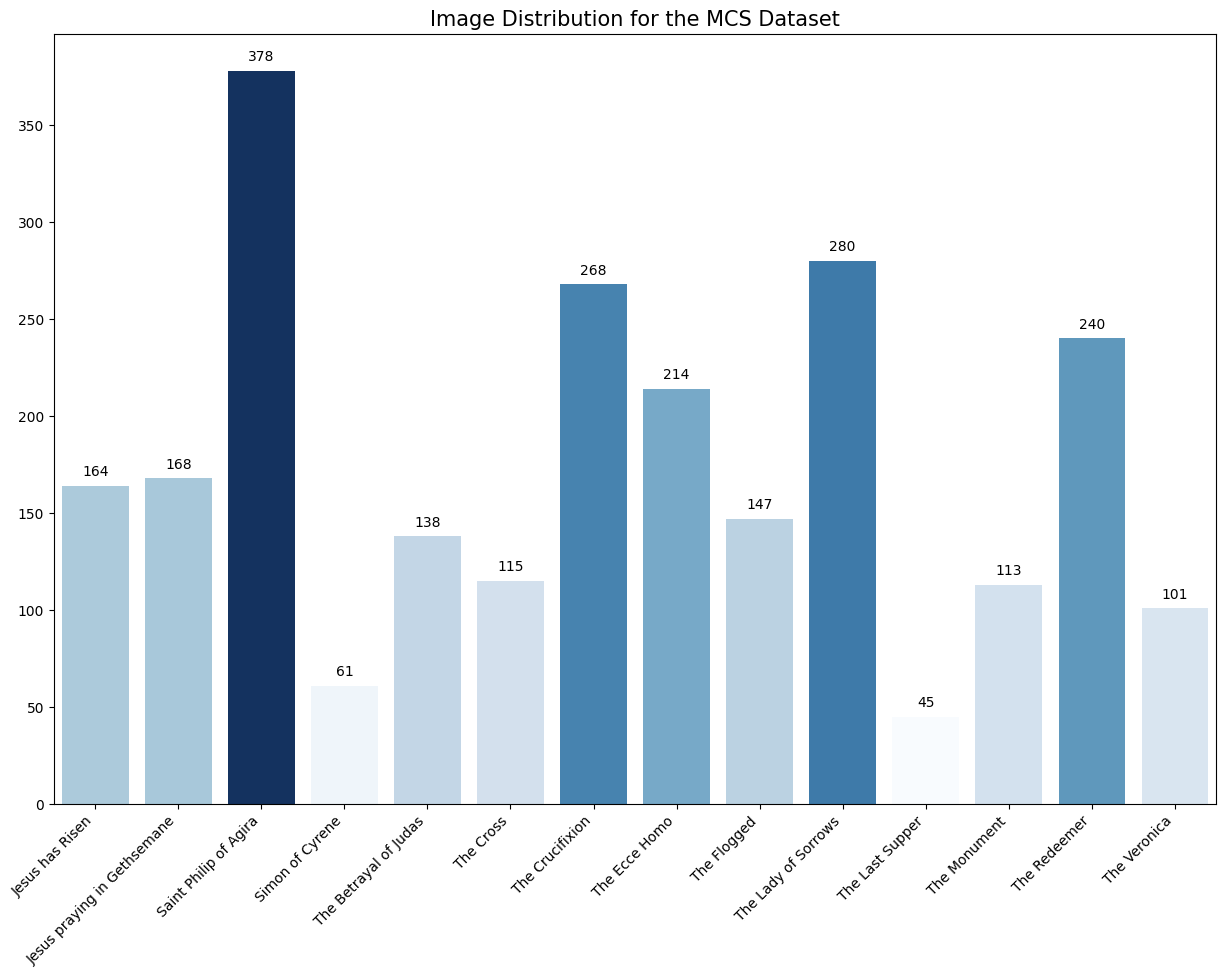 Image Distribution for the MCS Dataset
378
350
300
280
268
250
240
214
200
168
164
150
147
138
115
113
101
100
61
50
45
0
Jesus has Risen
Jesus praying in Gethsemane
Saint Philip of Agira
Simon of Cyrene
The Betrayal of Judas
The Cross
The Crucifixion
The Ecce Homo
The Flogged
The Lady of Sorrows
The Last Supper
The Monument
The Redeemer
The Veronica